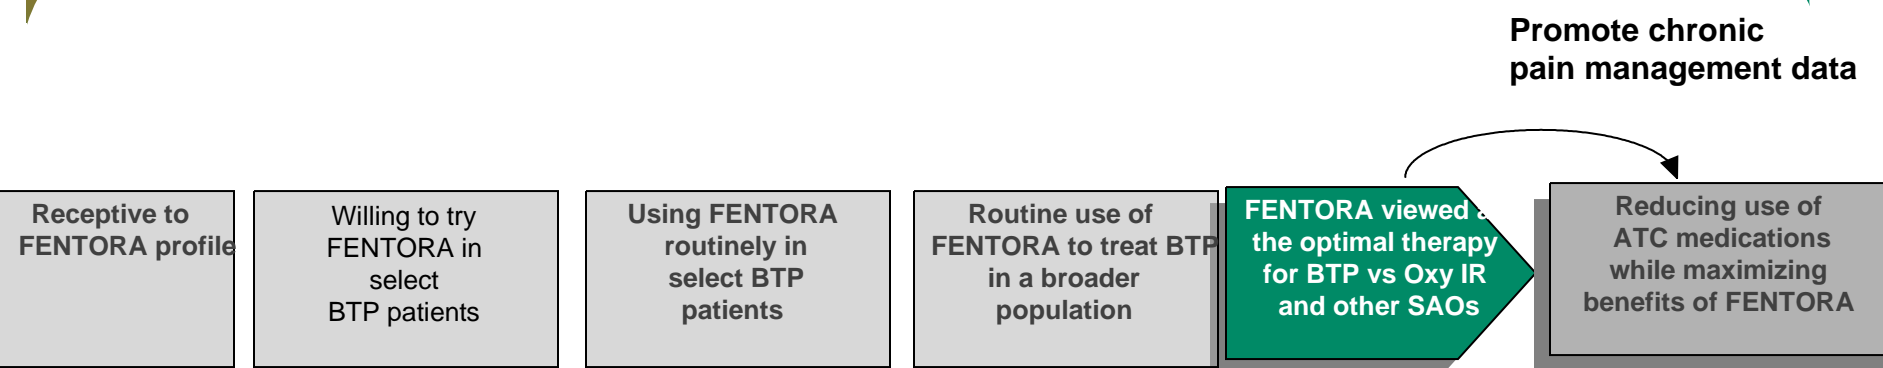 Promote chronic
pain management data
Receptive to
FENTORA profile
Willing to try
FENTORA in
select
BTP patients
Using FENTORA
routinely in
select BTP
patients
Routine use of
FENTORA to treat BTP
in a broader
population
FENTORA viewed
the optimal therapy
for BTP vs Oxy IR
and other SAOs
Reducing use of
ATC medications
while maximizing
benefits of FENTORA